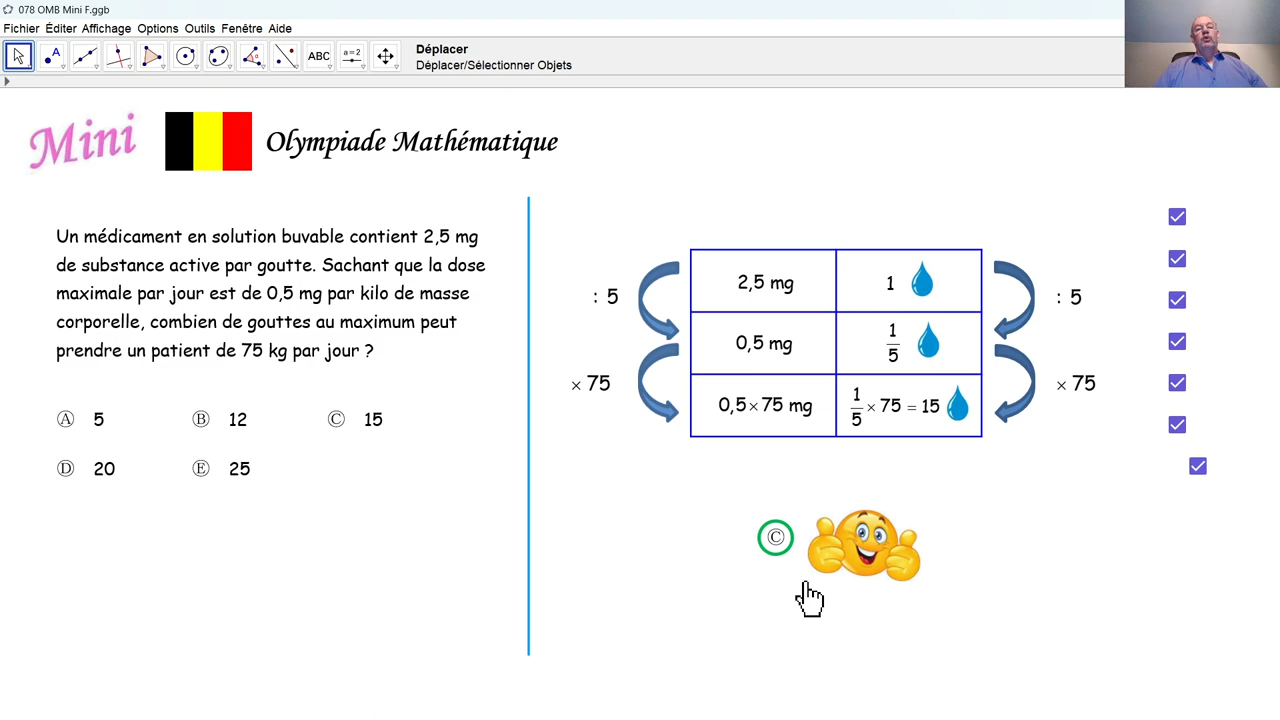 078 OMB Mini F.ggb
Fichier Éditer Affichage Options Outils Fenêtre Aide
A
ABC
a=2
Déplacer
Déplacer/Sélectionner Objets
Mini
Olympiade Mathématique
Un médicament en solution buvable contient 2,5 mg
de substance active par goutte. Sachant que la dose
maximale par jour est de 0,5 mg par kilo de masse
corporelle, combien de gouttes au maximum peut
prendre un patient de 75 kg par jour ?
Ⓐ 5 Ⓑ 12 Ⓒ 15
Ⓓ 20 Ⓔ 25
2,5 mg 1
: 5 : 5
0,5 mg 1/5
× 75 × 75
0,5×75 mg 1/5 × 75 = 15
Ⓒ